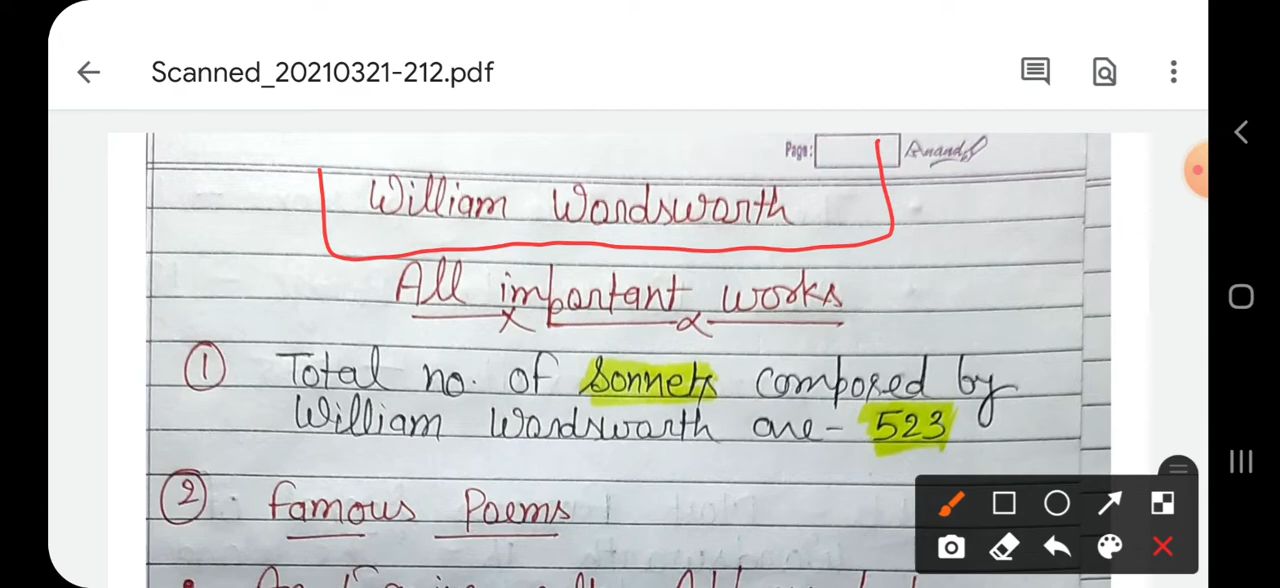 Scanned_20210321-212.pdf
Page:
Anand
William Wordsworth
All important works
1 Total no. of Sonnets composed by
William Wordsworth are - 523
2. famous Poems